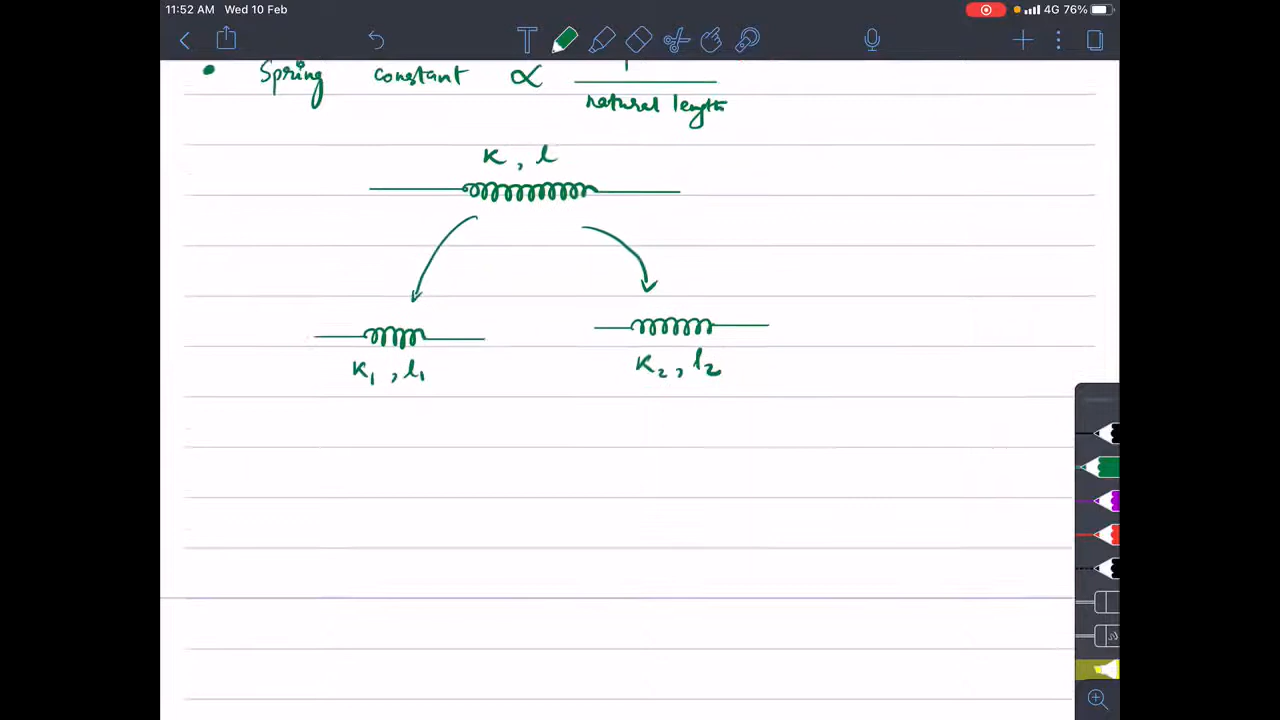 11:52 AM Wed 10 Feb 4G 76%
T
• Spring constant ∝ 1
natural length
K , l
K₁ , l₁ K₂ , l₂